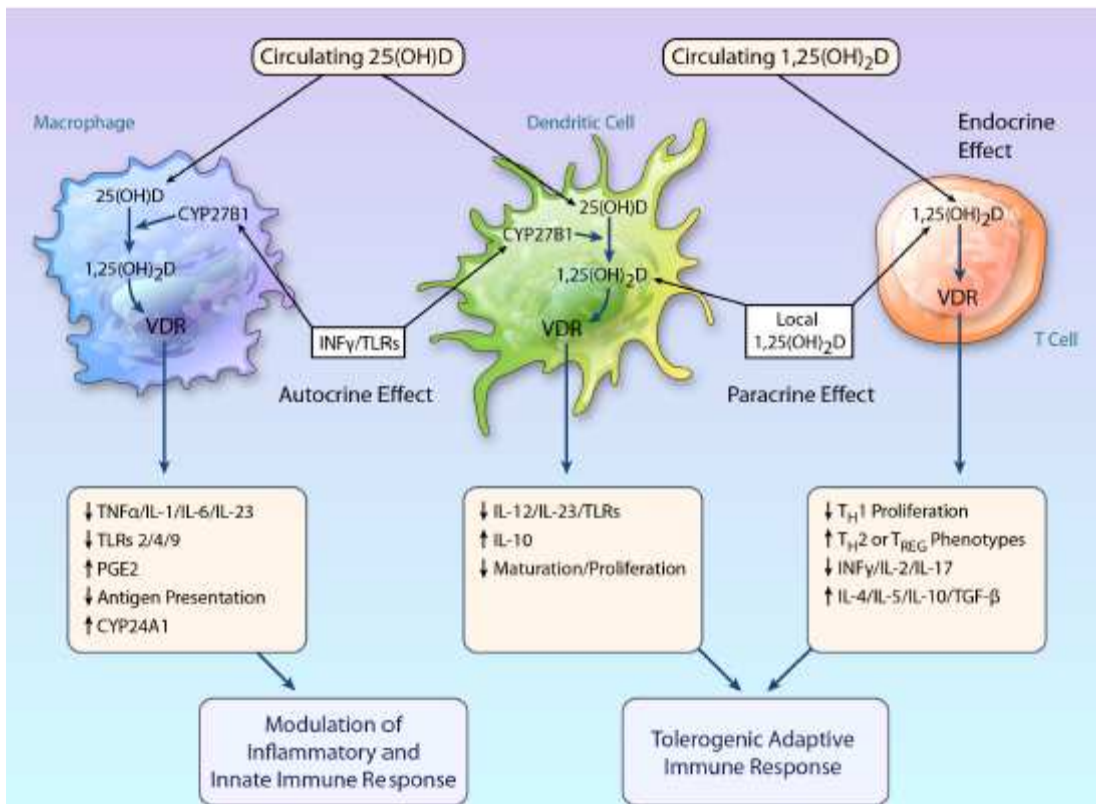 Circulating 25(OH)D
Circulating 1,25(OH)₂D
Macrophage
Dendritic Cell
Endocrine
Effect
25(OH)D
CYP27B1
1,25(OH)₂D
VDR
25(OH)D
CYP27B1
1,25(OH)₂D
VDR
1,25(OH)₂D
VDR
T Cell
INFγ/TLRs
Local
1,25(OH)₂D
Autocrine Effect
Paracrine Effect
↓ TNFα/IL-1/IL-6/IL-23
↓ TLRs 2/4/9
↑ PGE2
↓ Antigen Presentation
↑ CYP24A1
↓ IL-12/IL-23/TLRs
↑ IL-10
↓ Maturation/Proliferation
↓ TH1 Proliferation
↑ TH2 or TREG Phenotypes
↓ INFγ/IL-2/IL-17
↑ IL-4/IL-5/IL-10/TGF-β
Modulation of
Inflammatory and
Innate Immune Response
Tolerogenic Adaptive
Immune Response